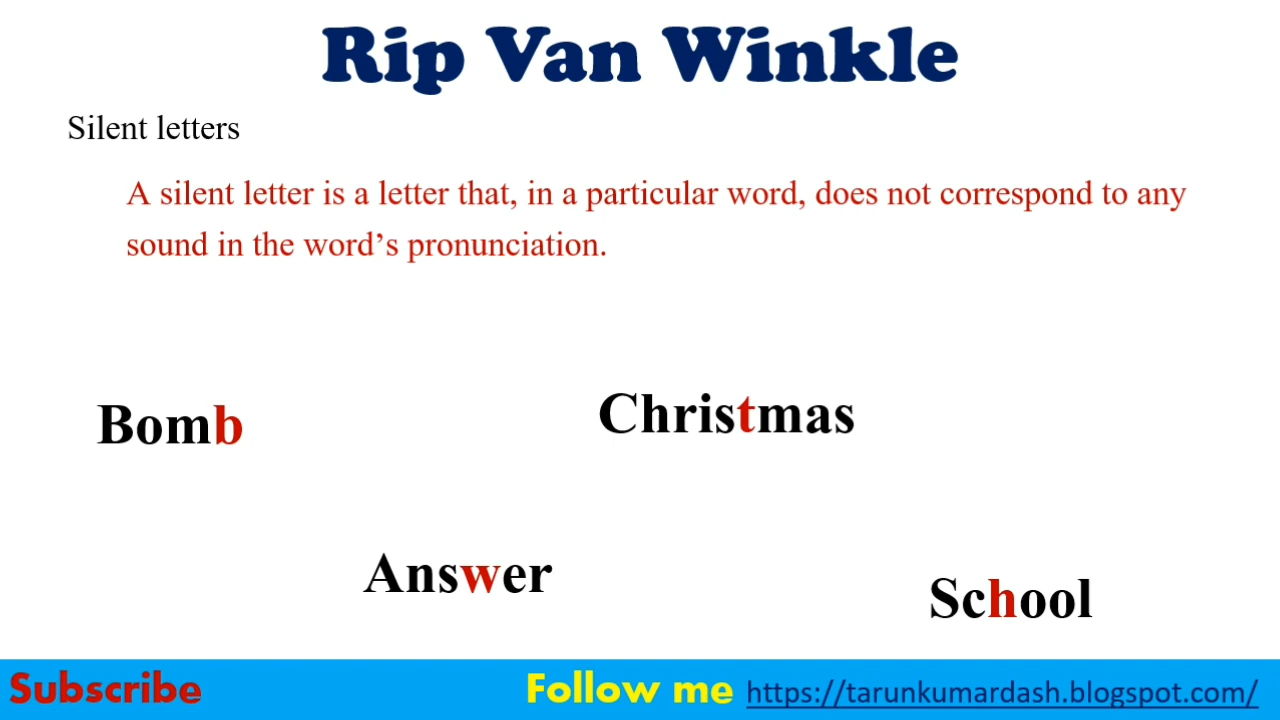 Rip Van Winkle
Silent letters
A silent letter is a letter that, in a particular word, does not correspond to any
sound in the word’s pronunciation.
Bomb
Christmas
Answer
School
Subscribe
Follow me https://tarunkumardash.blogspot.com/